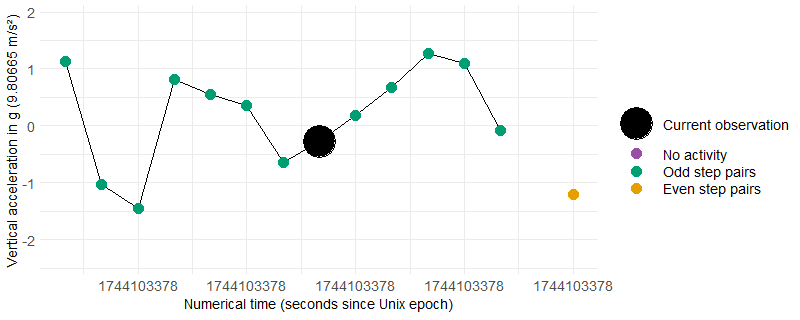 Vertical acceleration in g (9.80665 m/s²)
2
1
0
-1
-2
1744103378 1744103378 1744103378 1744103378 1744103378
Numerical time (seconds since Unix epoch)
Current observation
No activity
Odd step pairs
Even step pairs